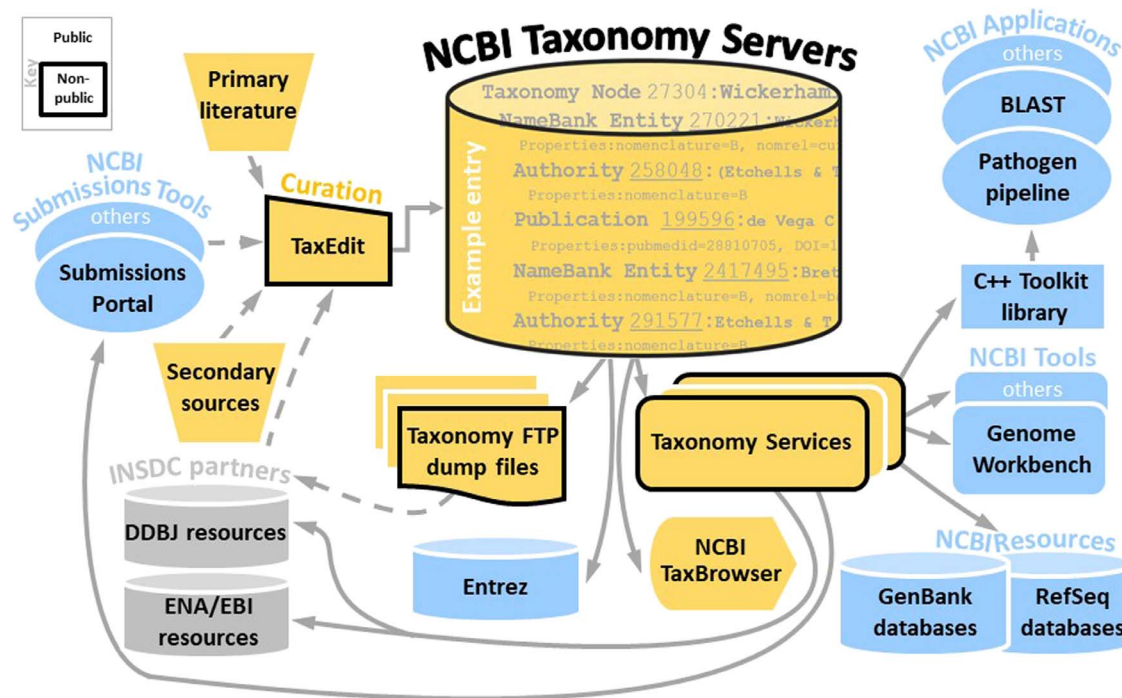 Public
Key
Non-
public
Primary
literature
NCBI Taxonomy Servers
Taxonomy Node 27304:Wickerham
NameBank Entity 270221:Wickerh
Properties:nomenclature=B, nomrel=cu
Authority 258048:(Etchells & T
Properties:nomenclature=B
Publication 199596:de Vega C
Properties:pubmedid=28810705, DOI=1
NameBank Entity 2417495:Bret
Properties:nomenclature=B, nomrel=ba
Authority 291577:Etchells & T
Properties:nomenclature=B
Example entry
NCBI Applications
others
BLAST
Pathogen
pipeline
NCBI
Submissions Tools
others
Submissions
Portal
Curation
TaxEdit
C++ Toolkit
library
Secondary
sources
NCBI Tools
others
Genome
Workbench
Taxonomy FTP
dump files
Taxonomy Services
INSDC partners
DDBJ resources
ENA/EBI
resources
Entrez
NCBI
TaxBrowser
NCBI Resources
GenBank
databases
RefSeq
databases